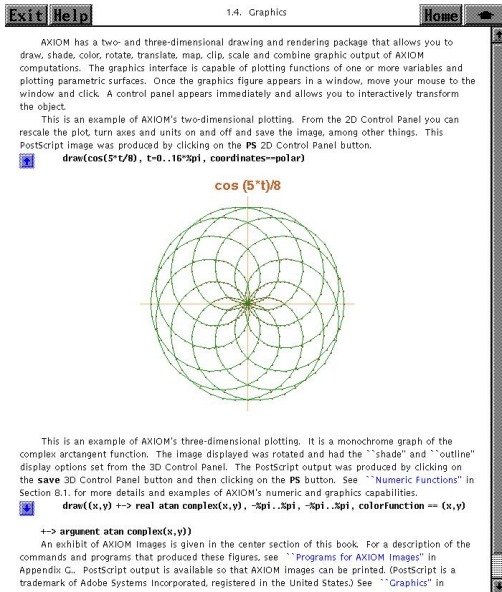 Exit Help
1.4. Graphics
Home
AXIOM has a two- and three-dimensional drawing and rendering package that allows you to
draw, shade, color, rotate, translate, map, clip, scale and combine graphic output of AXIOM
computations. The graphics interface is capable of plotting functions of one or more variables and
plotting parametric surfaces. Once the graphics figure appears in a window, move your mouse to the
window and click. A control panel appears immediately and allows you to interactively transform
the object.
This is an example of AXIOM's two-dimensional plotting. From the 2D Control Panel you can
rescale the plot, turn axes and units on and off and save the image, among other things. This
PostScript image was produced by clicking on the PS 2D Control Panel button.
draw(cos(5*t/8), t=0..16*%pi, coordinates==polar)
cos (5*t)/8
This is an example of AXIOM's three-dimensional plotting. It is a monochrome graph of the
complex arctangent function. The image displayed was rotated and had the ``shade" and ``outline"
display options set from the 3D Control Panel. The PostScript output was produced by clicking on
the save 3D Control Panel button and then clicking on the PS button. See ``Numeric Functions" in
Section 8.1. for more details and examples of AXIOM's numeric and graphics capabilities.
draw((x,y) +-> real atan complex(x,y), -%pi..%pi, -%pi..%pi, colorFunction == (x,y)
+-> argument atan complex(x,y))
An exhibit of AXIOM Images is given in the center section of this book. For a description of the
commands and programs that produced these figures, see ``Programs for AXIOM Images" in
Appendix G.. PostScript output is available so that AXIOM images can be printed. (PostScript is a
trademark of Adobe Systems Incorporated, registered in the United States.) See ``Graphics" in